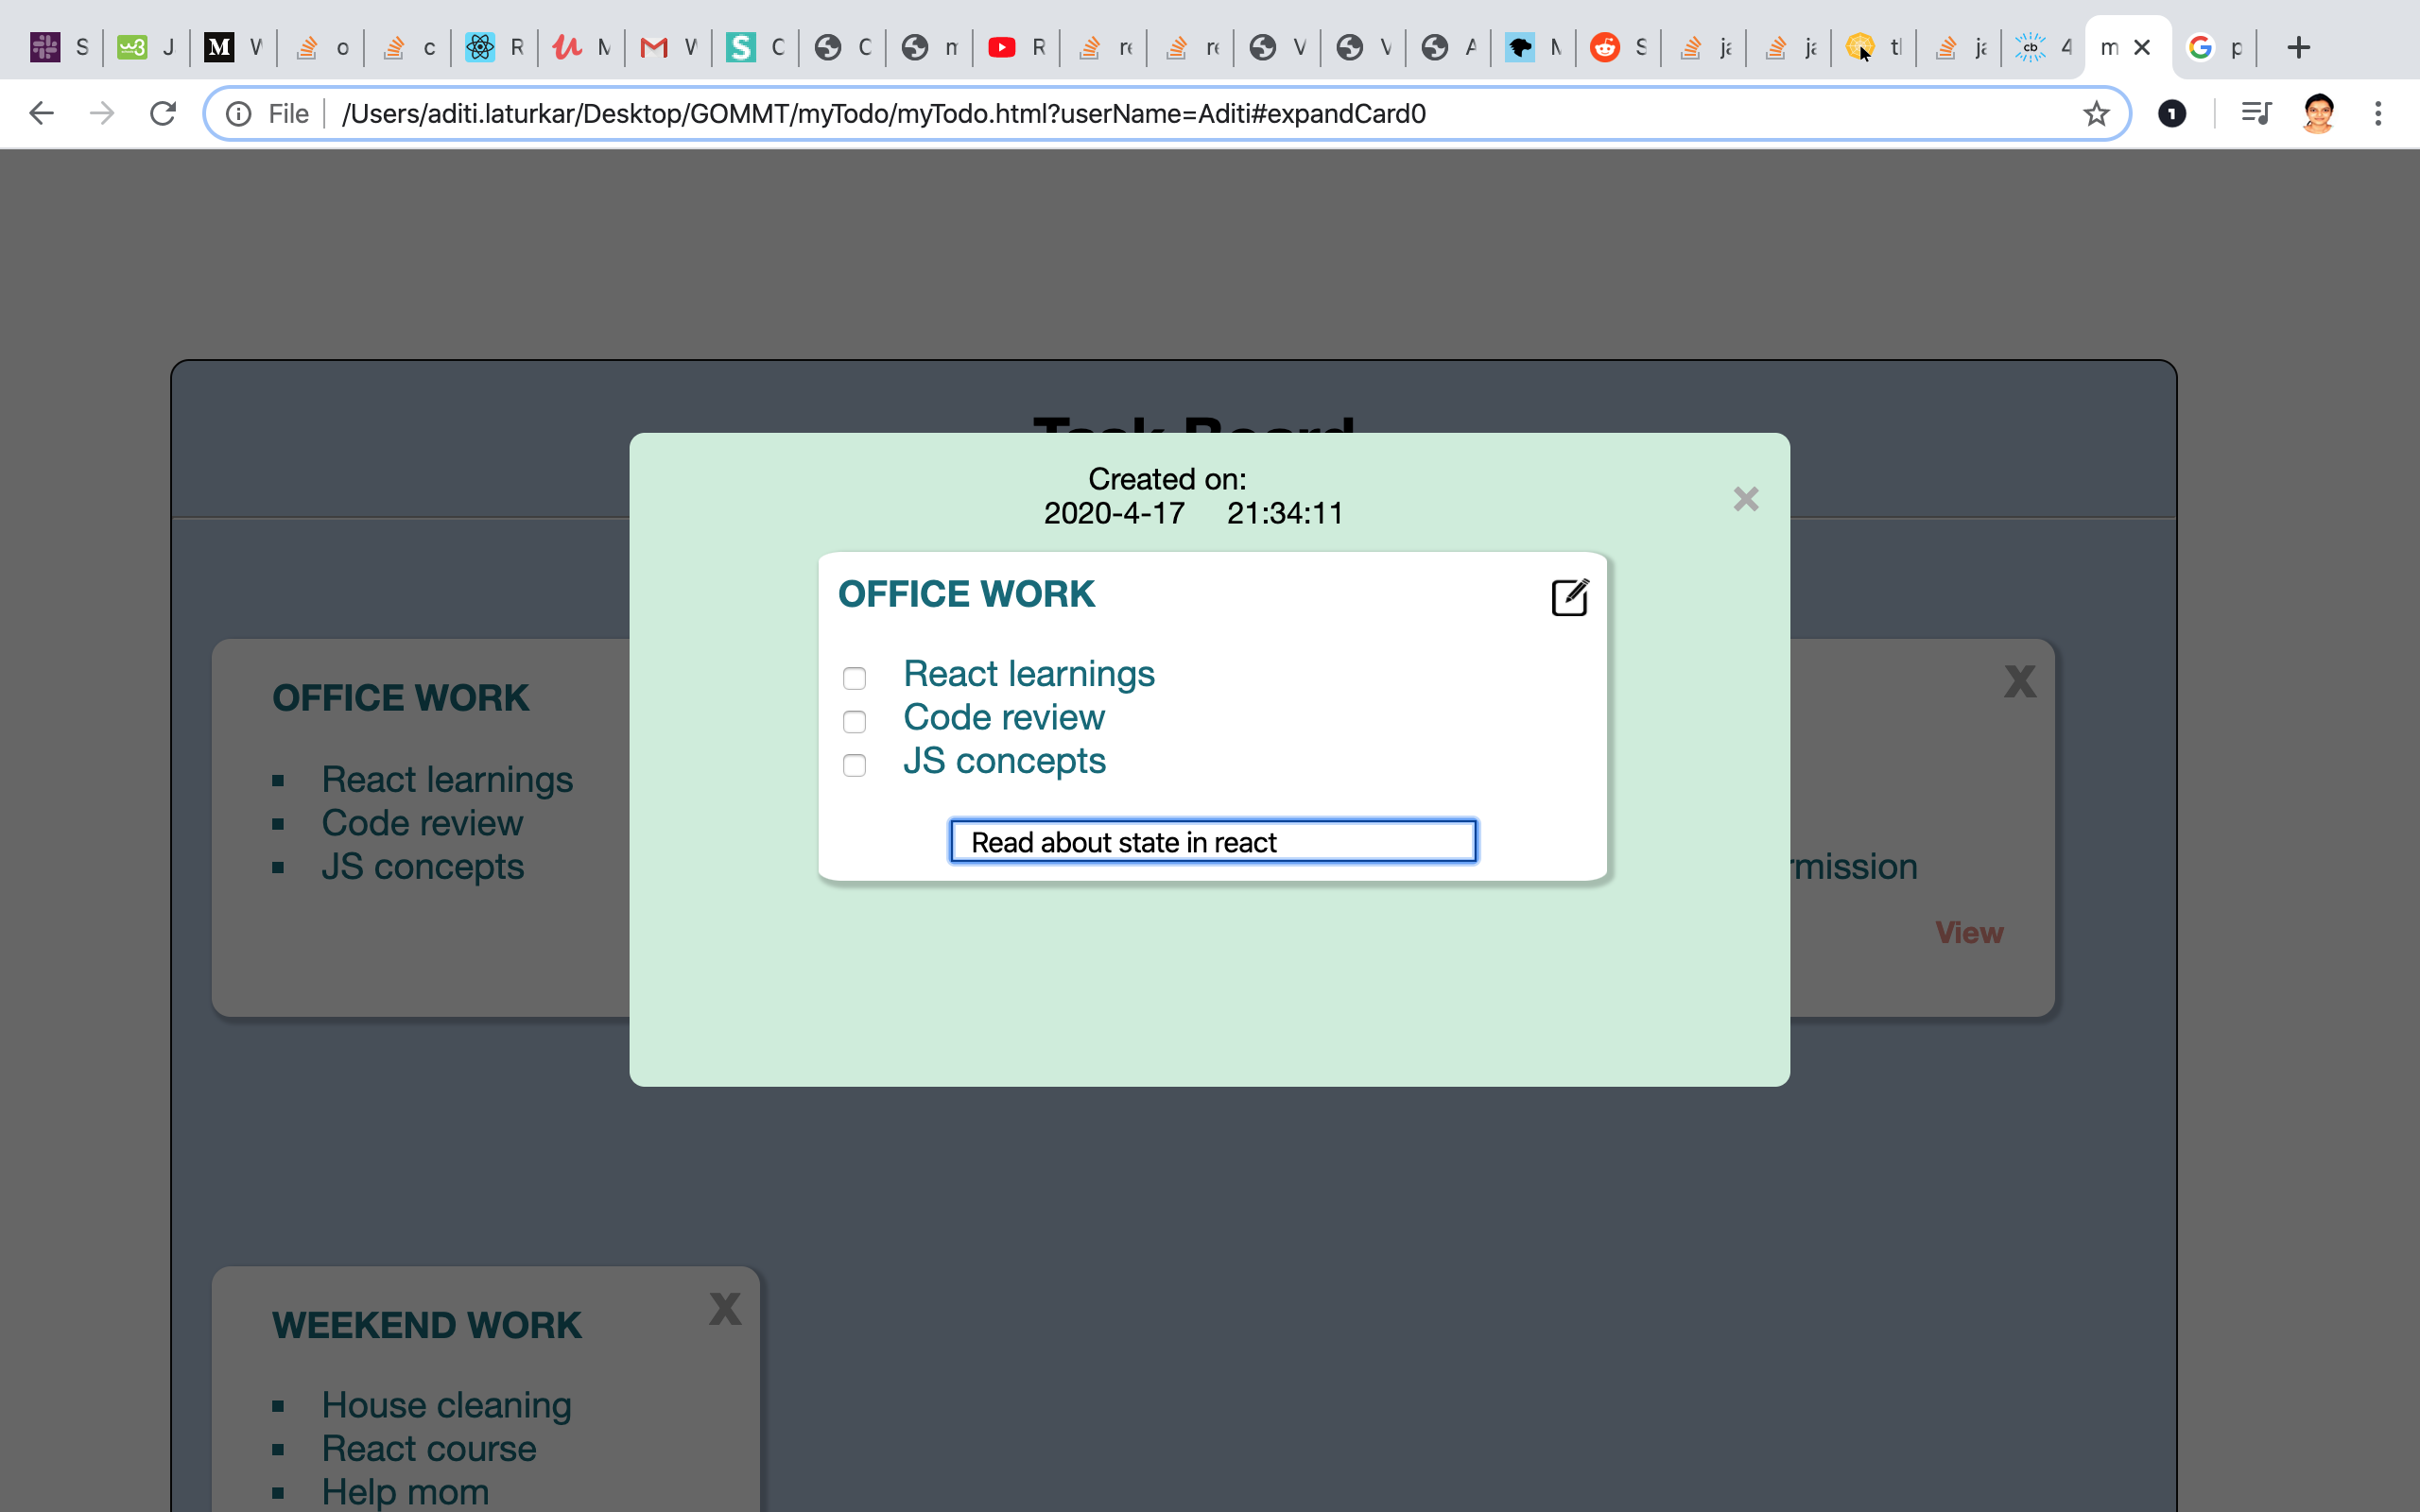 S J M W o c R M W C C m R re re V V A M S ja ja tl ja cb 4 m p
File /Users/aditi.laturkar/Desktop/GOMMT/myTodo/myTodo.html?userName=Aditi#expandCard0
Task Board
Created on:
2020-4-17 21:34:11
OFFICE WORK
React learnings
Code review
JS concepts
Read about state in react
OFFICE WORK
React learnings
Code review
JS concepts
X
rmission
View
WEEKEND WORK
X
House cleaning
React course
Help mom